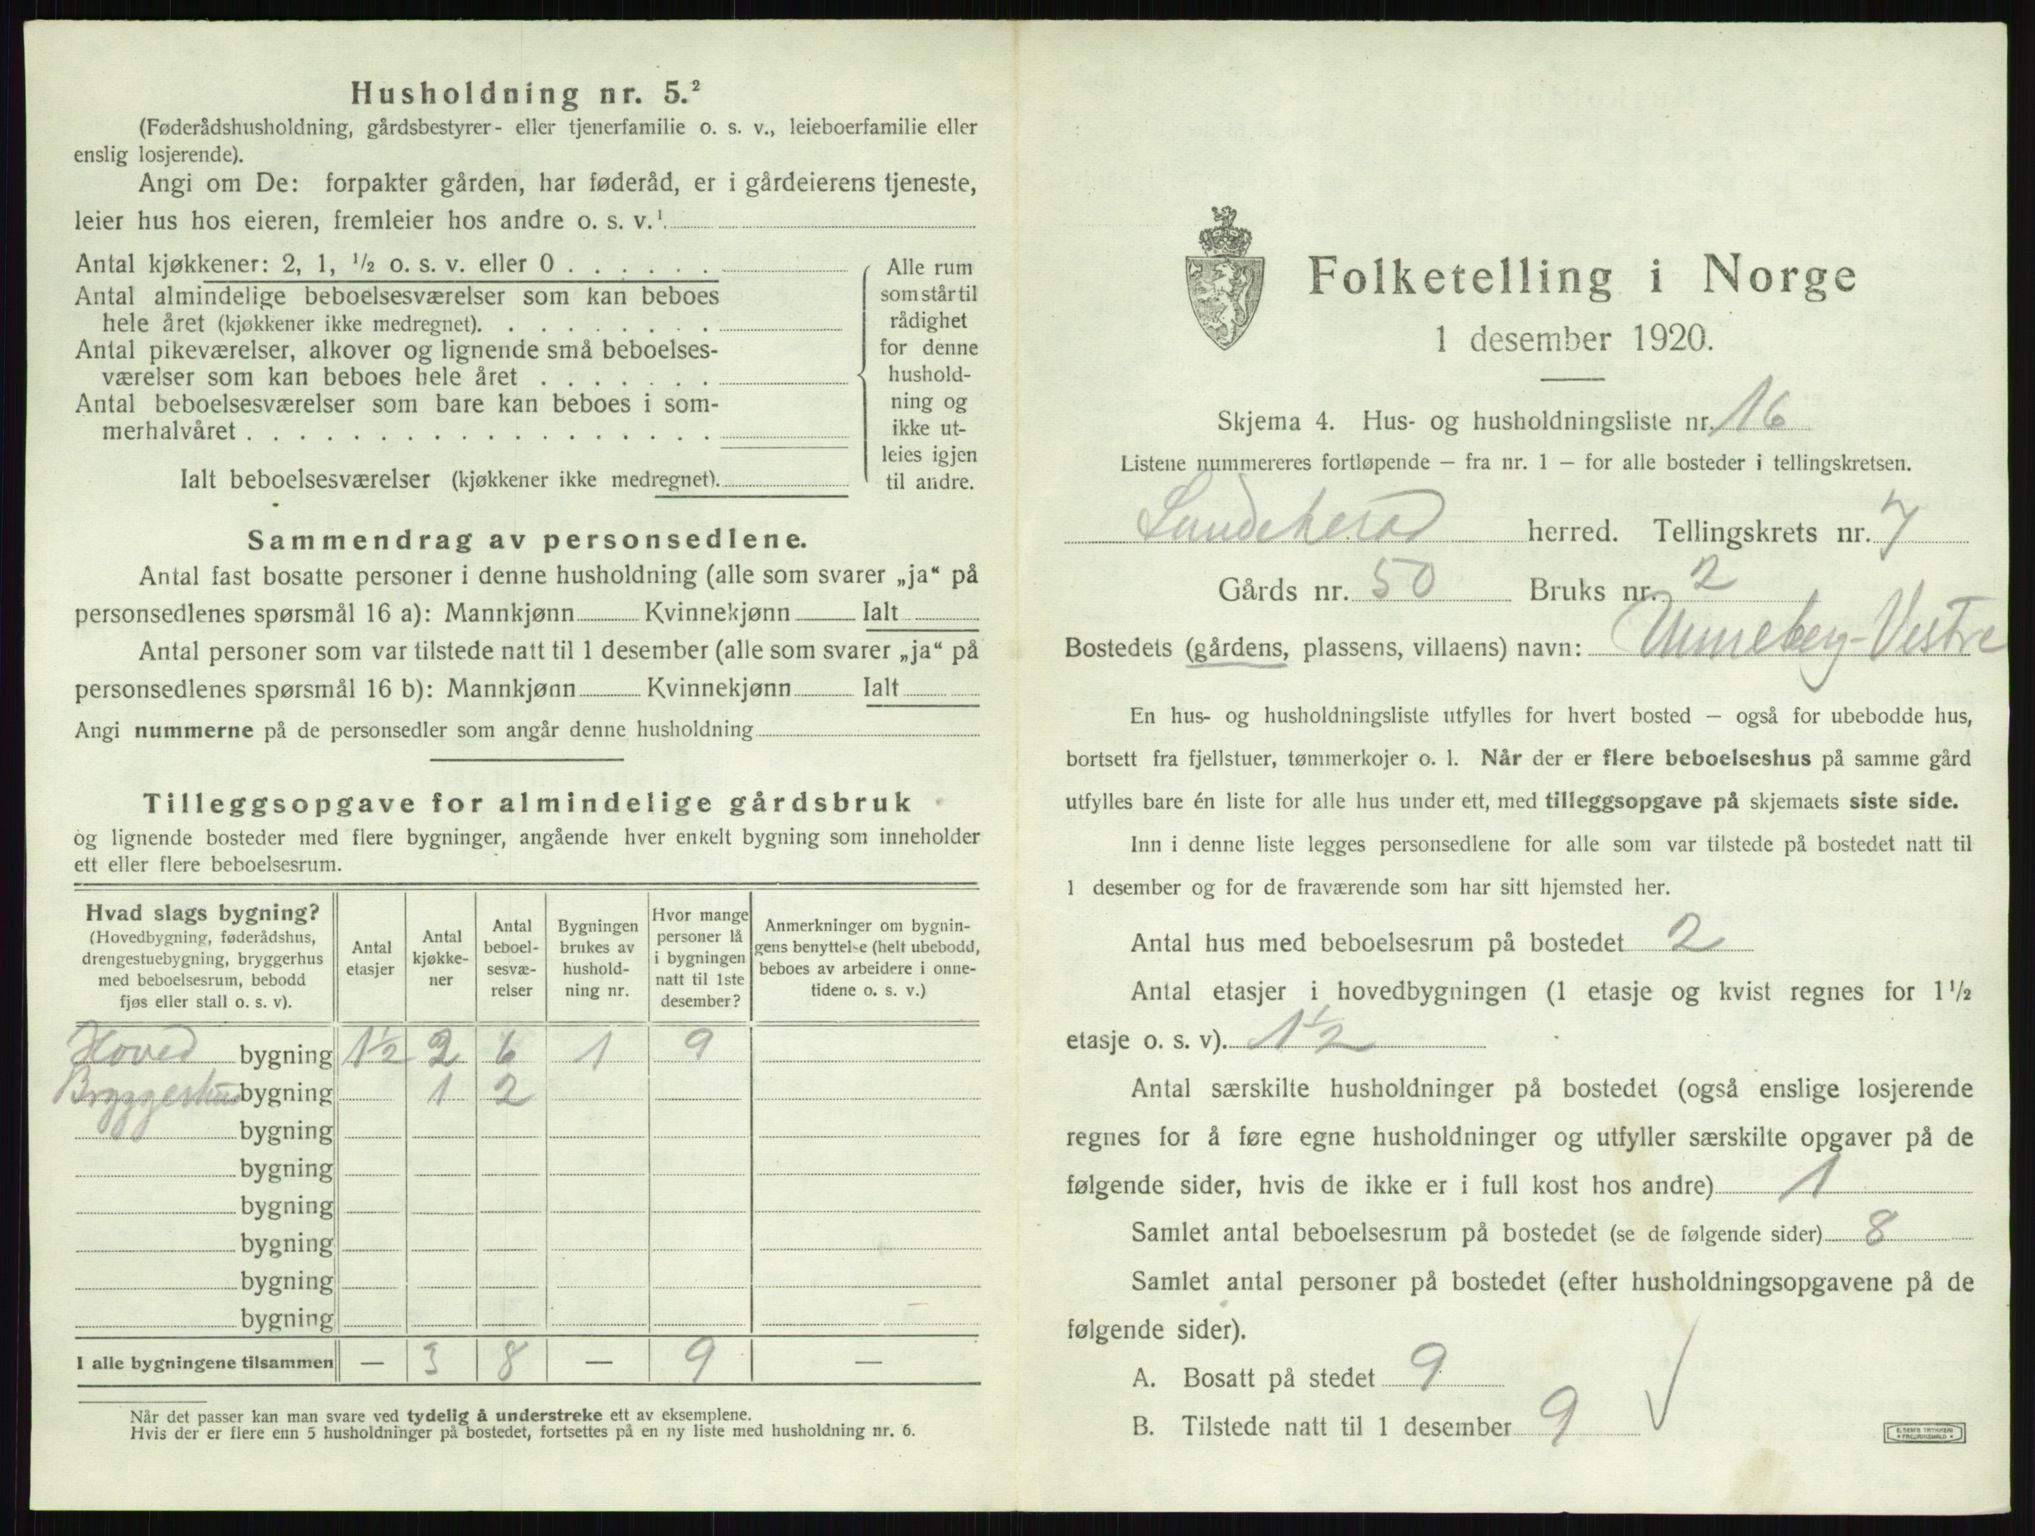 Husholdning nr. 5.²
(Føderådshusholdning, gårdsbestyrer- eller tjenerfamilie o. s. v., leieboerfamilie eller
enslig losjerende).
Angi om De: forpakter gården, har føderåd, er i gårdeierens tjeneste,
leier hus hos eieren, fremleier hos andre o. s. v.¹
Antal kjøkkener: 2, 1, ½ o. s. v. eller 0 . . . . . .
Antal almindelige beboelsesværelser som kan beboes
hele året (kjøkkener ikke medregnet). . . . . . . . .
Antal pikeværelser, alkover og lignende små beboelses-
værelser som kan beboes hele året . . . . . . .
Antal beboelsesværelser som bare kan beboes i som-
merhalvåret . . . . . . . . . . . . . . . . . .
Ialt beboelsesværelser (kjøkkener ikke medregnet).
Alle rum
som står til
rådighet
for denne
hushold-
ning og
ikke ut-
leies igjen
til andre.
Sammendrag av personsedlene.
Antal fast bosatte personer i denne husholdning (alle som svarer „ja“ på
personsedlenes spørsmål 16 a): Mannkjønn Kvinnekjønn Ialt
Antal personer som var tilstede natt til 1 desember (alle som svarer „ja“ på
personsedlenes spørsmål 16 b): Mannkjønn Kvinnekjønn Ialt
Angi nummerne på de personsedler som angår denne husholdning
Tilleggsopgave for almindelige gårdsbruk
og lignende bosteder med flere bygninger, angående hver enkelt bygning som inneholder
ett eller flere beboelsesrum.
Hvad slags bygning?
(Hovedbygning, føderådshus,
drengestuebygning, bryggerhus
med beboelsesrum, bebodd
fjøs eller stall o. s. v).
Antal
etasjer
Antal
kjøkke-
ner
Antal
beboel-
sesvæ-
relser
Bygningen
brukes av
hushold-
ning nr.
Hvor mange
personer lå
i bygningen
natt til 1ste
desember?
Anmerkninger om bygnin-
gens benyttelse (helt ubebodd,
beboes av arbeidere i onne-
tidene o. s. v.)
Hoved bygning 1½ 2 6 1 9
Bryggerhus bygning 1 2
bygning
bygning
bygning
bygning
bygning
bygning
I alle bygningene tilsammen — 3 8 — 9 —
Når det passer kan man svare ved tydelig å understreke ett av eksemplene.
Hvis der er flere enn 5 husholdninger på bostedet, fortsettes på en ny liste med husholdning nr. 6.
Folketelling i Norge
1 desember 1920.
Skjema 4. Hus- og husholdningsliste nr. 16
Listene nummereres fortløpende — fra nr. 1 — for alle bosteder i tellingskretsen.
Sandeherad herred. Tellingskrets nr. 7
Gårds nr. 50 Bruks nr. 2
Bostedets (gårdens, plassens, villaens) navn: Unneberg-Vestre
En hus- og husholdningsliste utfylles for hvert bosted — også for ubebodde hus,
bortsett fra fjellstuer, tømmerkojer o. l. Når der er flere beboelseshus på samme gård
utfylles bare én liste for alle hus under ett, med tilleggsopgave på skjemaets siste side.
Inn i denne liste legges personsedlene for alle som var tilstede på bostedet natt til
1 desember og for de fraværende som har sitt hjemsted her.
Antal hus med beboelsesrum på bostedet 2
Antal etasjer i hovedbygningen (1 etasje og kvist regnes for 1½
etasje o. s. v). 1½
Antal særskilte husholdninger på bostedet (også enslige losjerende
regnes for å føre egne husholdninger og utfyller særskilte opgaver på de
følgende sider, hvis de ikke er i full kost hos andre) 1
Samlet antal beboelsesrum på bostedet (se de følgende sider) 8
Samlet antal personer på bostedet (efter husholdningsopgavene på de
følgende sider).
A. Bosatt på stedet 9
B. Tilstede natt til 1 desember 9